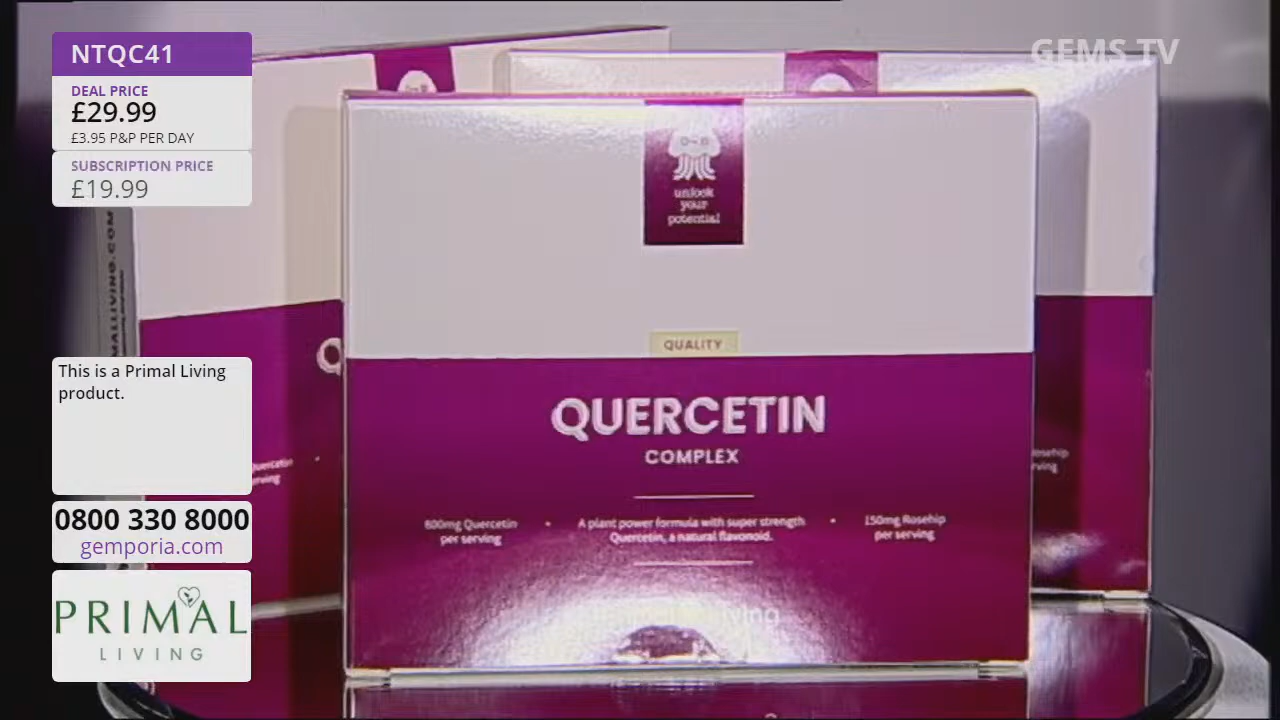 NTQC41
DEAL PRICE
£29.99
£3.95 P&P PER DAY
SUBSCRIPTION PRICE
£19.99
This is a Primal Living
product.
0800 330 8000
gemporia.com
PRIMAL
LIVING
GEMS TV
unlock
your
potential
QUALITY
QUERCETIN
COMPLEX
600mg Quercetin
per serving
A plant power formula with super strength
Quercetin, a natural flavonoid.
150mg Rosehip
per serving